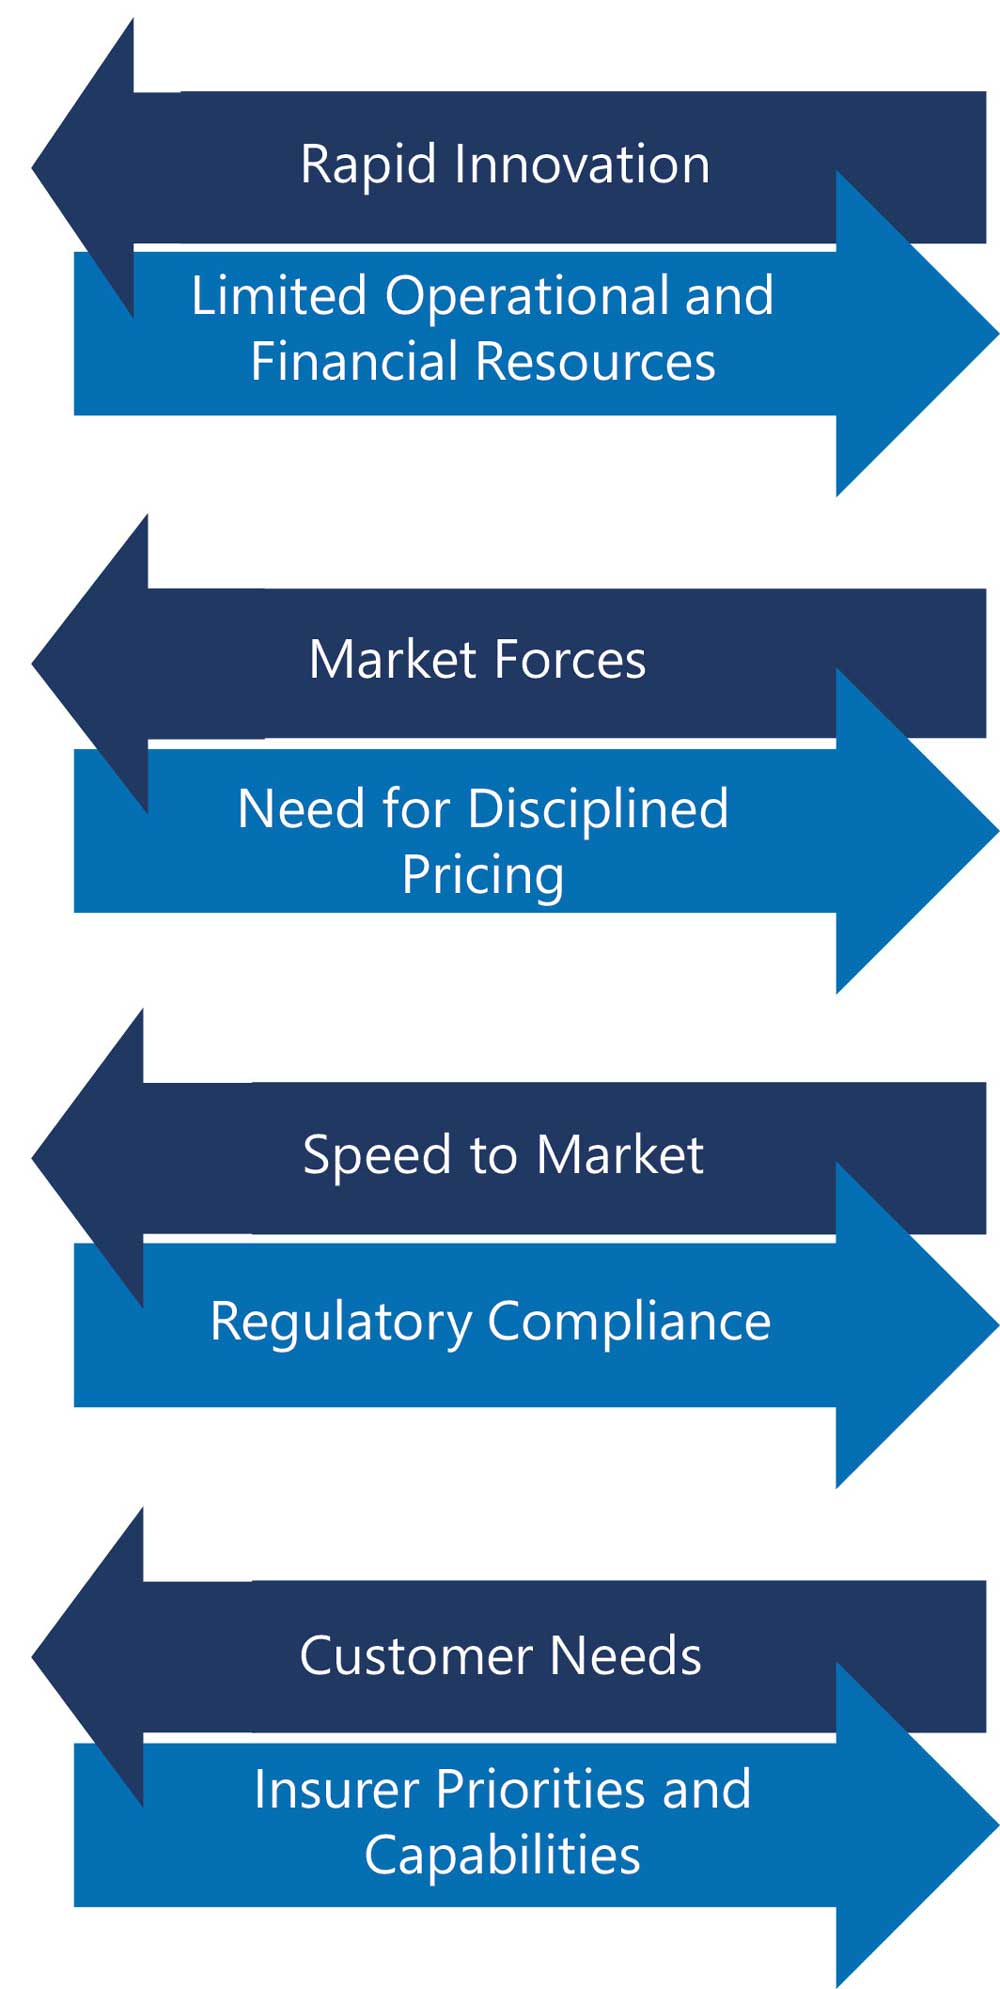 Rapid Innovation
Limited Operational and
Financial Resources
Market Forces
Need for Disciplined
Pricing
Speed to Market
Regulatory Compliance
Customer Needs
Insurer Priorities and
Capabilities